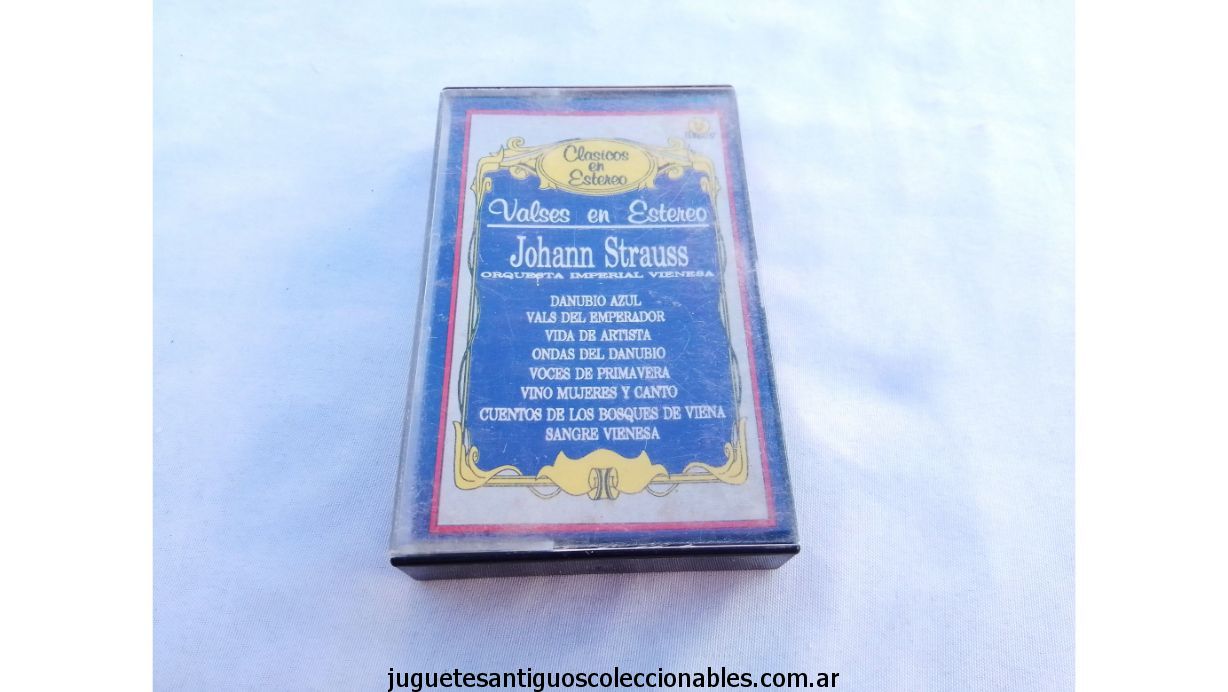 Clasicos
en
Estereo
Valses en Estereo
Johann Strauss
ORQUESTA IMPERIAL VIENESA
DANUBIO AZUL
VALS DEL EMPERADOR
VIDA DE ARTISTA
ONDAS DEL DANUBIO
VOCES DE PRIMAVERA
VINO MUJERES Y CANTO
CUENTOS DE LOS BOSQUES DE VIENA
SANGRE VIENESA
juguetesantiguoscoleccionables.com.ar